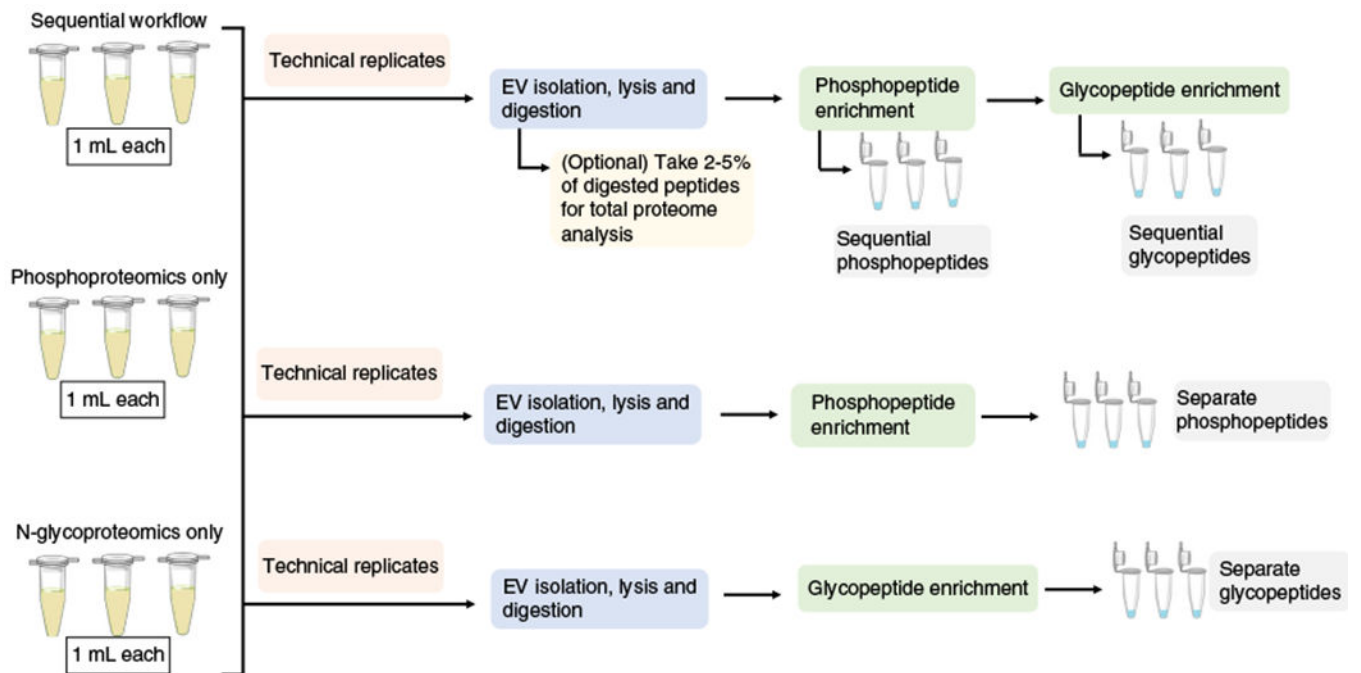 Sequential workflow
1 mL each
Technical replicates
EV isolation, lysis and
digestion
(Optional) Take 2-5%
of digested peptides
for total proteome
analysis
Phosphopeptide
enrichment
Sequential
phosphopeptides
Glycopeptide enrichment
Sequential
glycopeptides
Phosphoproteomics only
1 mL each
Technical replicates
EV isolation, lysis and
digestion
Phosphopeptide
enrichment
Separate
phosphopeptides
N-glycoproteomics only
1 mL each
Technical replicates
EV isolation, lysis and
digestion
Glycopeptide enrichment
Separate
glycopeptides